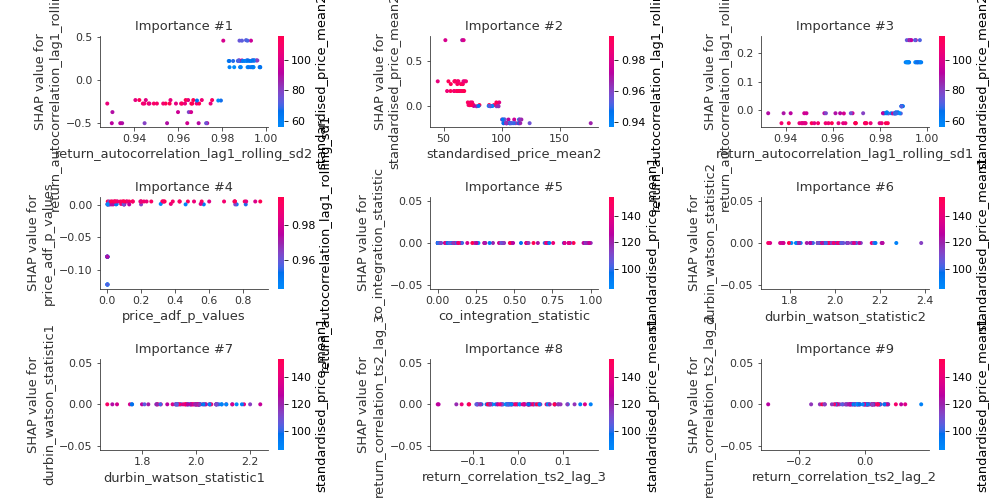 Importance #1
SHAP value for
return_autocorrelation_lag1_rolling_sd2
0.5
0.0
−0.5
0.94
0.96
0.98
1.00
return_autocorrelation_lag1_rolling_sd2
100
80
60
standardised_price_mean2
Importance #2
SHAP value for
standardised_price_mean2
0.5
0.0
50
100
150
standardised_price_mean2
0.98
0.96
0.94
Importance #3
SHAP value for
0.2
0.1
0.0
0.94
0.96
0.98
1.00
return_autocorrelation_lag1_rolling_sd1
100
80
60
standardised_price_mean2
Importance #4
SHAP value for
price_adf_p_values
0.00
−0.05
−0.10
0.0
0.2
0.4
0.6
0.8
price_adf_p_values
0.98
0.96
return_autocorrelation_lag1_rolling_sd1
Importance #5
SHAP value for
co_integration_statistic
0.05
0.00
−0.05
0.00
0.25
0.50
0.75
1.00
co_integration_statistic
140
120
100
standardised_price_mean1
Importance #6
SHAP value for
durbin_watson_statistic2
0.05
0.00
−0.05
1.8
2.0
2.2
2.4
durbin_watson_statistic2
140
120
100
standardised_price_mean1
Importance #7
SHAP value for
durbin_watson_statistic1
0.05
0.00
−0.05
1.8
2.0
2.2
durbin_watson_statistic1
140
120
100
standardised_price_mean1
Importance #8
SHAP value for
return_correlation_ts2_lag_3
0.05
0.00
−0.05
−0.1
0.0
0.1
return_correlation_ts2_lag_3
140
120
100
standardised_price_mean1
Importance #9
SHAP value for
return_correlation_ts2_lag_2
0.05
0.00
−0.05
−0.2
0.0
return_correlation_ts2_lag_2
140
120
100
standardised_price_mean1